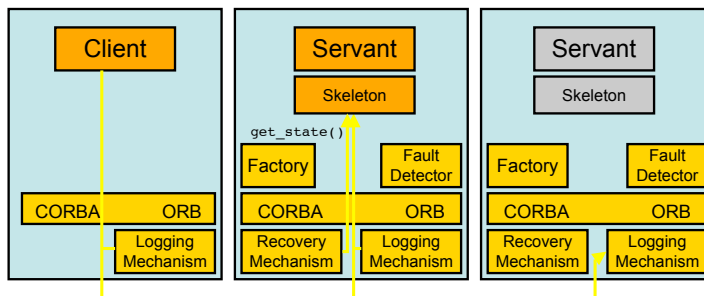 Client
CORBA ORB
Logging
Mechanism
Servant
Skeleton
get_state()
Factory
Fault
Detector
CORBA ORB
Recovery
Mechanism
Logging
Mechanism
Servant
Skeleton
Factory
Fault
Detector
CORBA ORB
Recovery
Mechanism
Logging
Mechanism